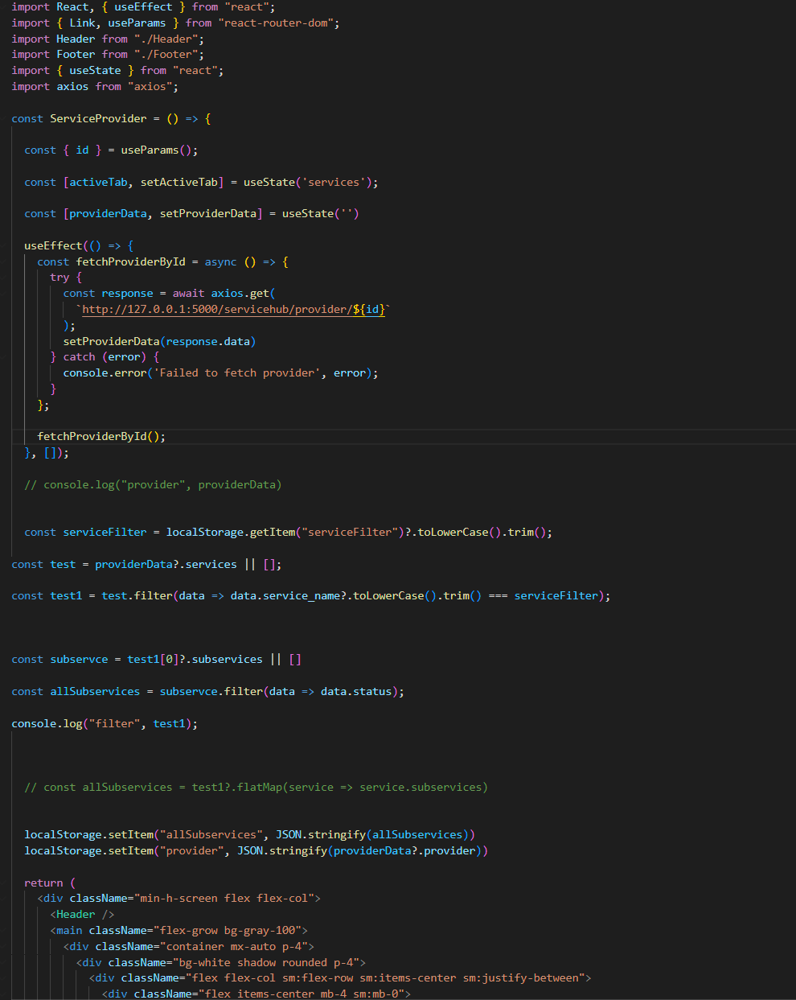 import React, { useEffect } from "react";
import { Link, useParams } from "react-router-dom";
import Header from "./Header";
import Footer from "./Footer";
import { useState } from "react";
import axios from "axios";
const ServiceProvider = () => {
const { id } = useParams();
const [activeTab, setActiveTab] = useState('services');
const [providerData, setProviderData] = useState('')
useEffect(() => {
const fetchProviderById = async () => {
try {
const response = await axios.get(
`http://127.0.0.1:5000/servicehub/provider/${id}`
);
setProviderData(response.data)
} catch (error) {
console.error('Failed to fetch provider', error);
}
};
fetchProviderById();
}, []);
// console.log("provider", providerData)
const serviceFilter = localStorage.getItem("serviceFilter")?.toLowerCase().trim();
const test = providerData?.services || [];
const test1 = test.filter(data => data.service_name?.toLowerCase().trim() === serviceFilter);
const subservce = test1[0]?.subservices || []
const allSubservices = subservce.filter(data => data.status);
console.log("filter", test1);
// const allSubservices = test1?.flatMap(service => service.subservices)
localStorage.setItem("allSubservices", JSON.stringify(allSubservices))
localStorage.setItem("provider", JSON.stringify(providerData?.provider))
return (
<div className="min-h-screen flex flex-col">
<Header />
<main className="flex-grow bg-gray-100">
<div className="container mx-auto p-4">
<div className="bg-white shadow rounded p-4">
<div className="flex flex-col sm:flex-row sm:items-center sm:justify-between">
<div className="flex items-center mb-4 sm:mb-0">